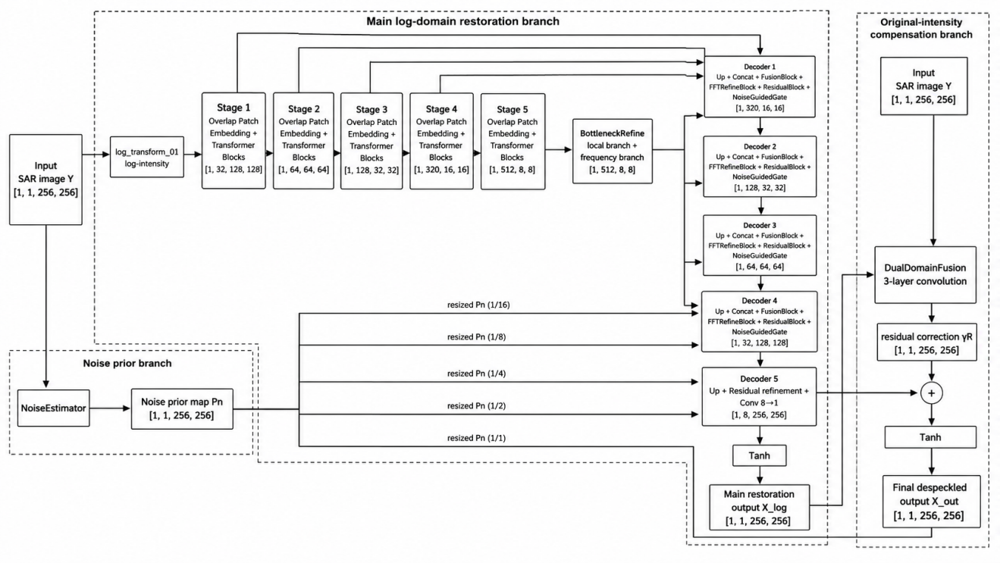 Main log-domain restoration branch
Original-intensity
compensation branch
Input
SAR image Y
[1, 1, 256, 256]
log_transform_01
log-intensity
Stage 1
Overlap Patch
Embedding +
Transformer
Blocks
[1, 32, 128, 128]
Stage 2
Overlap Patch
Embedding +
Transformer
Blocks
[1, 64, 64, 64]
Stage 3
Overlap Patch
Embedding +
Transformer
Blocks
[1, 128, 32, 32]
Stage 4
Overlap Patch
Embedding +
Transformer
Blocks
[1, 320, 16, 16]
Stage 5
Overlap Patch
Embedding +
Transformer
Blocks
[1, 512, 8, 8]
BottleneckRefine
local branch +
frequency branch
[1, 512, 8, 8]
Decoder 1
Up + Concat + FusionBlock +
FFTRefineBlock + ResidualBlock +
NoiseGuidedGate
[1, 320, 16, 16]
Decoder 2
Up + Concat + FusionBlock +
FFTRefineBlock + ResidualBlock +
NoiseGuidedGate
[1, 128, 32, 32]
Decoder 3
Up + Concat + FusionBlock +
FFTRefineBlock + ResidualBlock +
NoiseGuidedGate
[1, 64, 64, 64]
Decoder 4
Up + Concat + FusionBlock +
FFTRefineBlock + ResidualBlock +
NoiseGuidedGate
[1, 32, 128, 128]
Decoder 5
Up + Residual refinement +
Conv 8→1
[1, 8, 256, 256]
Tanh
Main restoration
output X_log
[1, 1, 256, 256]
Noise prior branch
NoiseEstimator
Noise prior map Pn
[1, 1, 256, 256]
resized Pn (1/16)
resized Pn (1/8)
resized Pn (1/4)
resized Pn (1/2)
resized Pn (1/1)
Input
SAR image Y
[1, 1, 256, 256]
DualDomainFusion
3-layer convolution
residual correction γR
[1, 1, 256, 256]
+
Tanh
Final despeckled
output X_out
[1, 1, 256, 256]